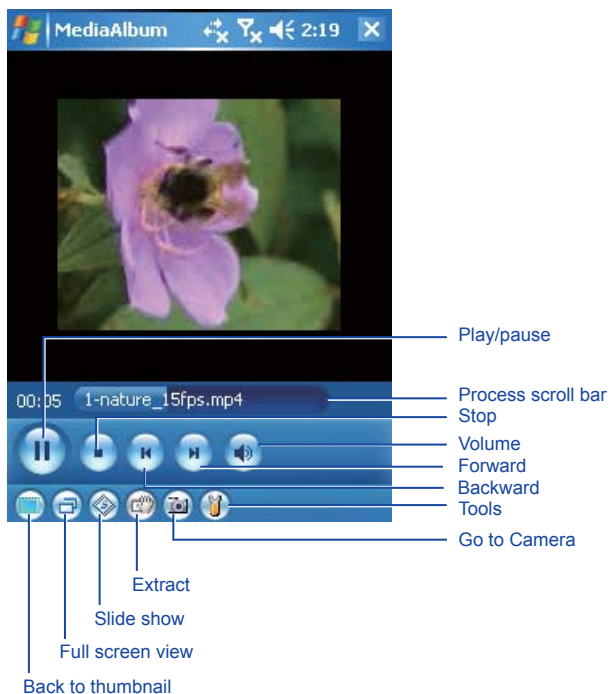 MediaAlbum 2:19
Play/pause
00:05 1-nature_15fps.mp4
Process scroll bar
Stop
Volume
Forward
Backward
Tools
Go to Camera
Extract
Slide show
Full screen view
Back to thumbnail